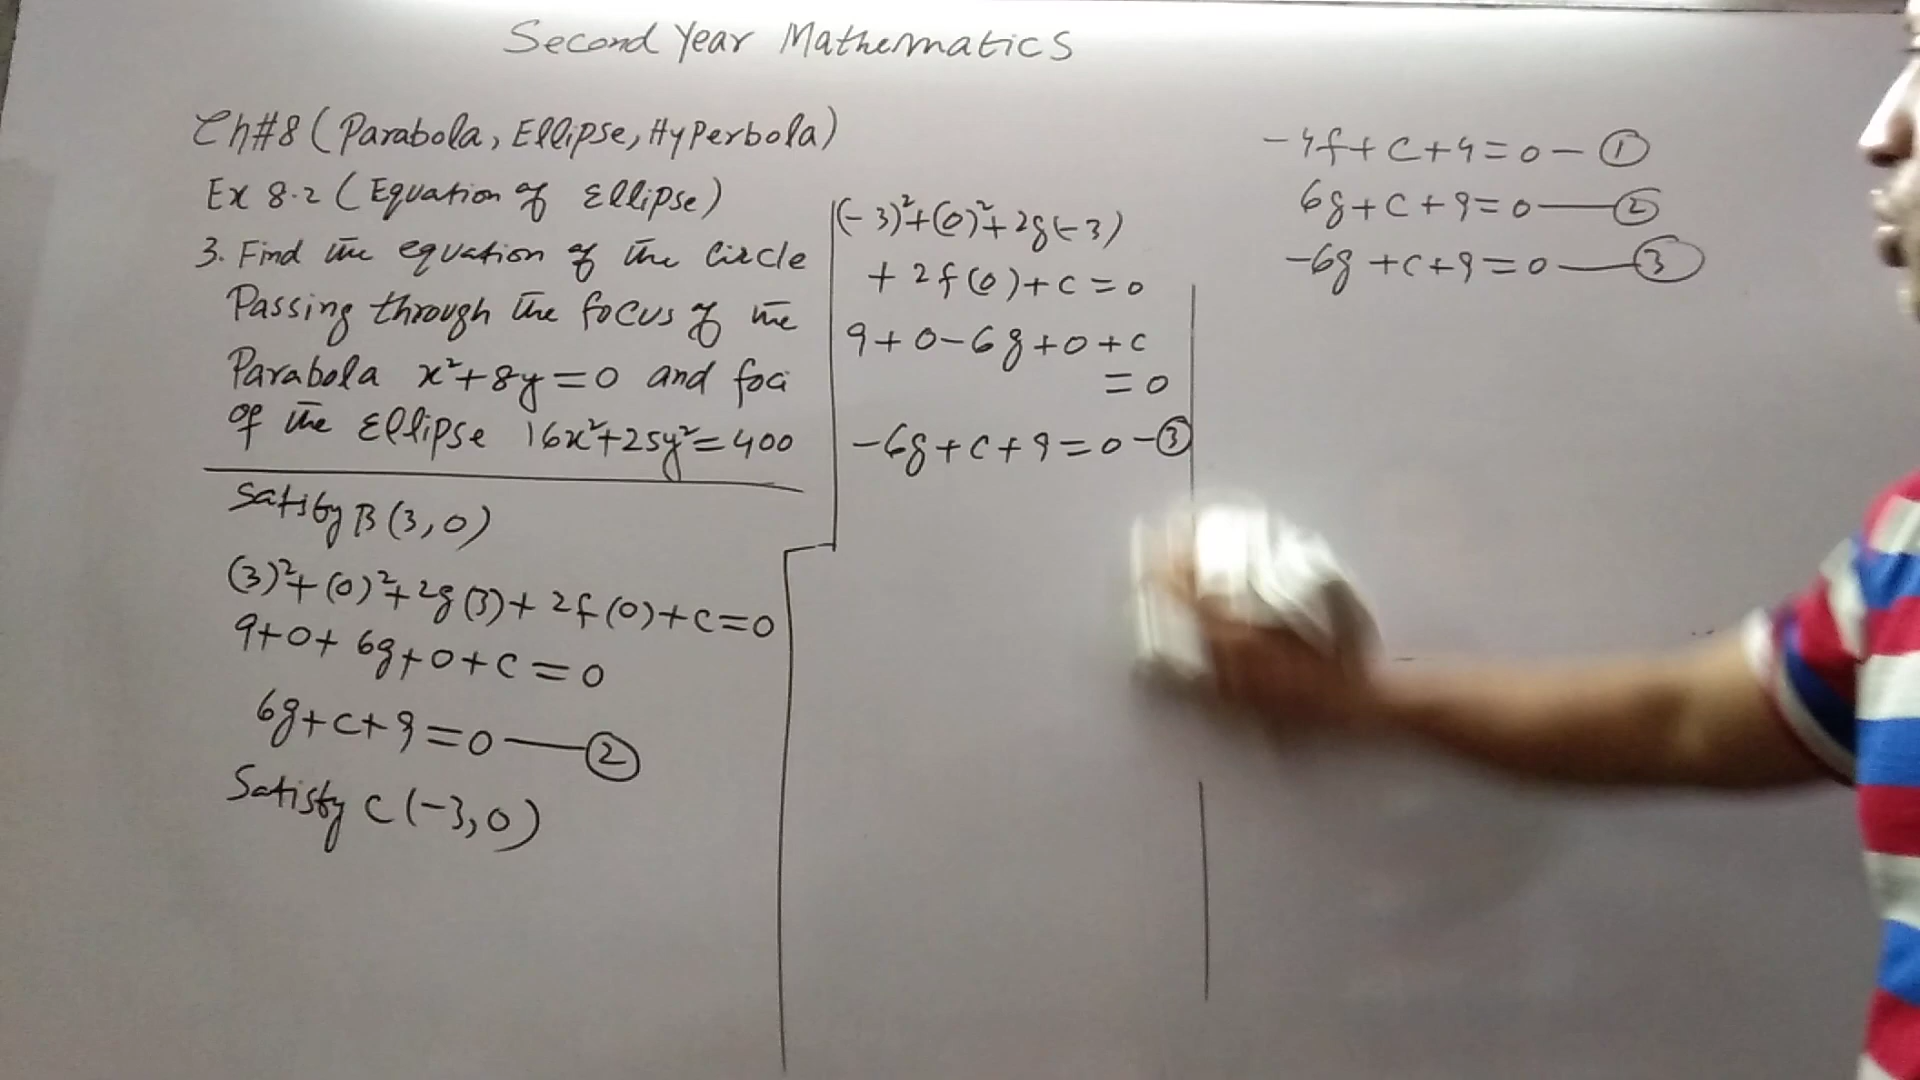 Second Year Mathematics
Ch#8 (Parabola, Ellipse, Hyperbola)
Ex 8.2 (Equation of Ellipse)
3. Find the equation of the Circle
Passing through the focus of the
Parabola x²+8y=0 and foci
of the Ellipse 16x²+25y²=400
Satisfy B(3,0)
(3)²+(0)²+2g(3)+2f(0)+c=0
9+0+6g+0+c=0
6g+c+9=0—②
Satisfy C(-3,0)
(-3)²+(0)²+2g(-3)
+2f(0)+c=0
9+0-6g+0+c
=0
-6g+c+9=0-③
-4f+c+4=0-①
6g+c+9=0—②
-6g+c+9=0—③